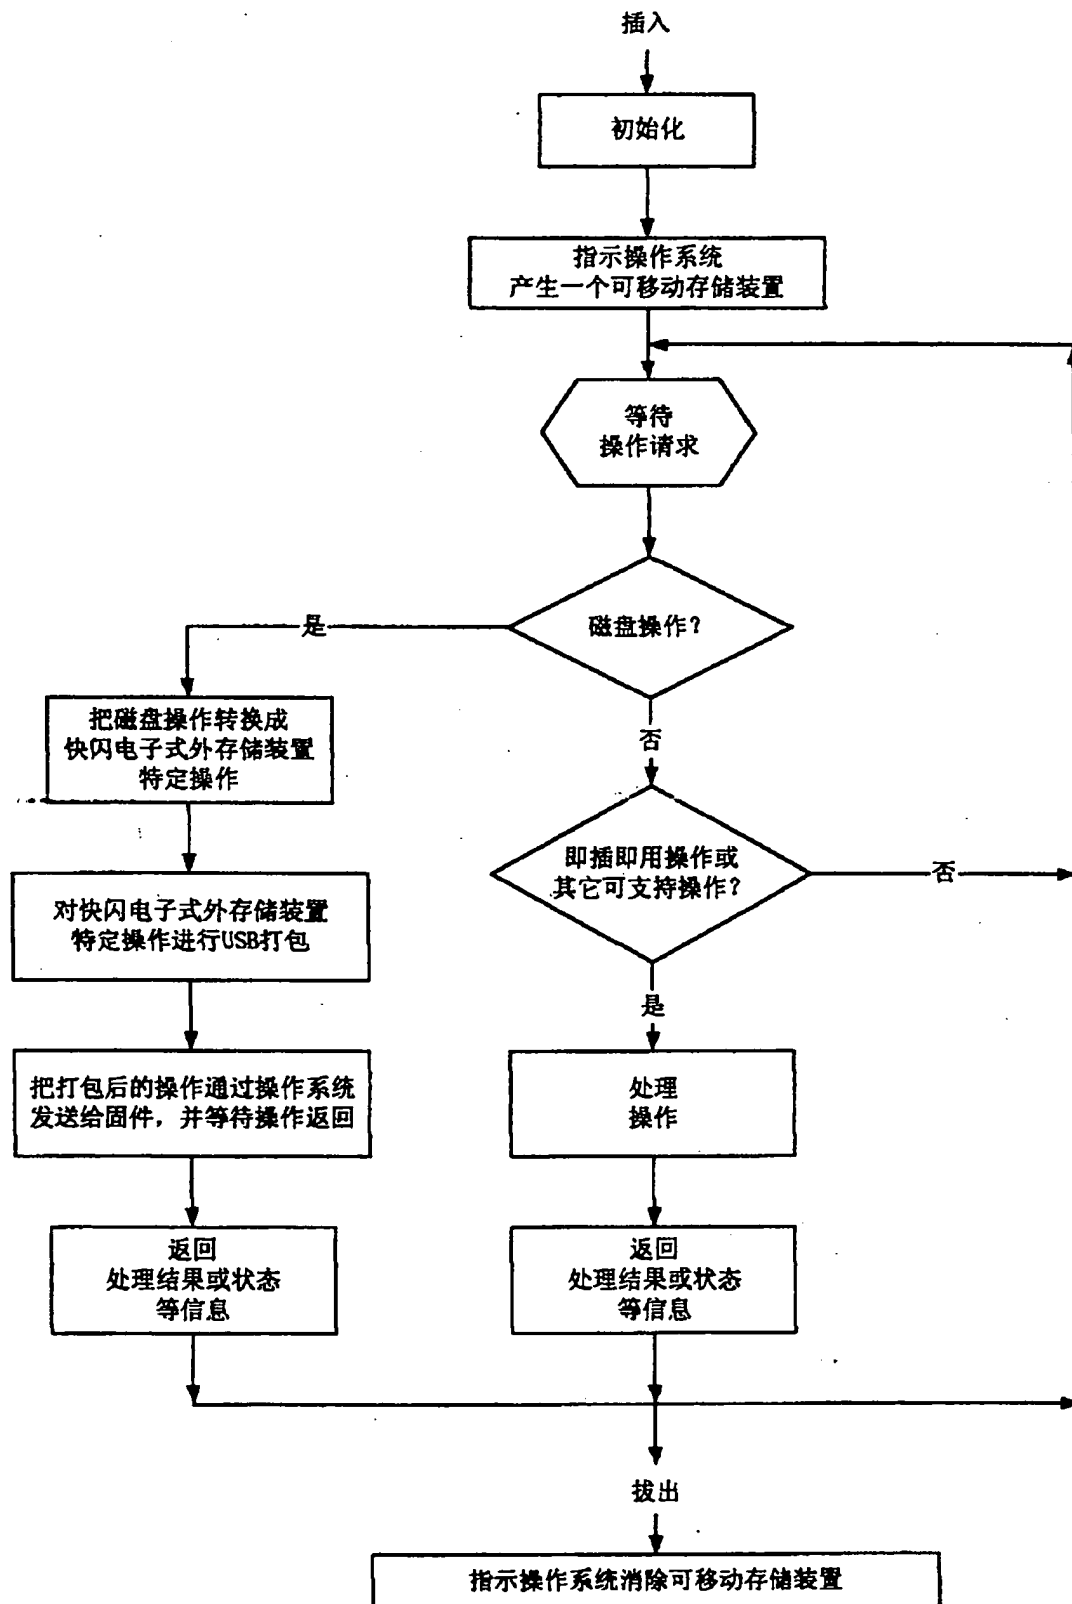 插入
初始化
指示操作系统
产生一个可移动存储装置
等待
操作请求
磁盘操作?
是
否
把磁盘操作转换成
快闪电子式外存储装置
特定操作
即插即用操作或
其它可支持操作?
否
对快闪电子式外存储装置
特定操作进行USB打包
是
把打包后的操作通过操作系统
发送给固件，并等待操作返回
处理
操作
返回
处理结果或状态
等信息
返回
处理结果或状态
等信息
拔出
指示操作系统消除可移动存储装置